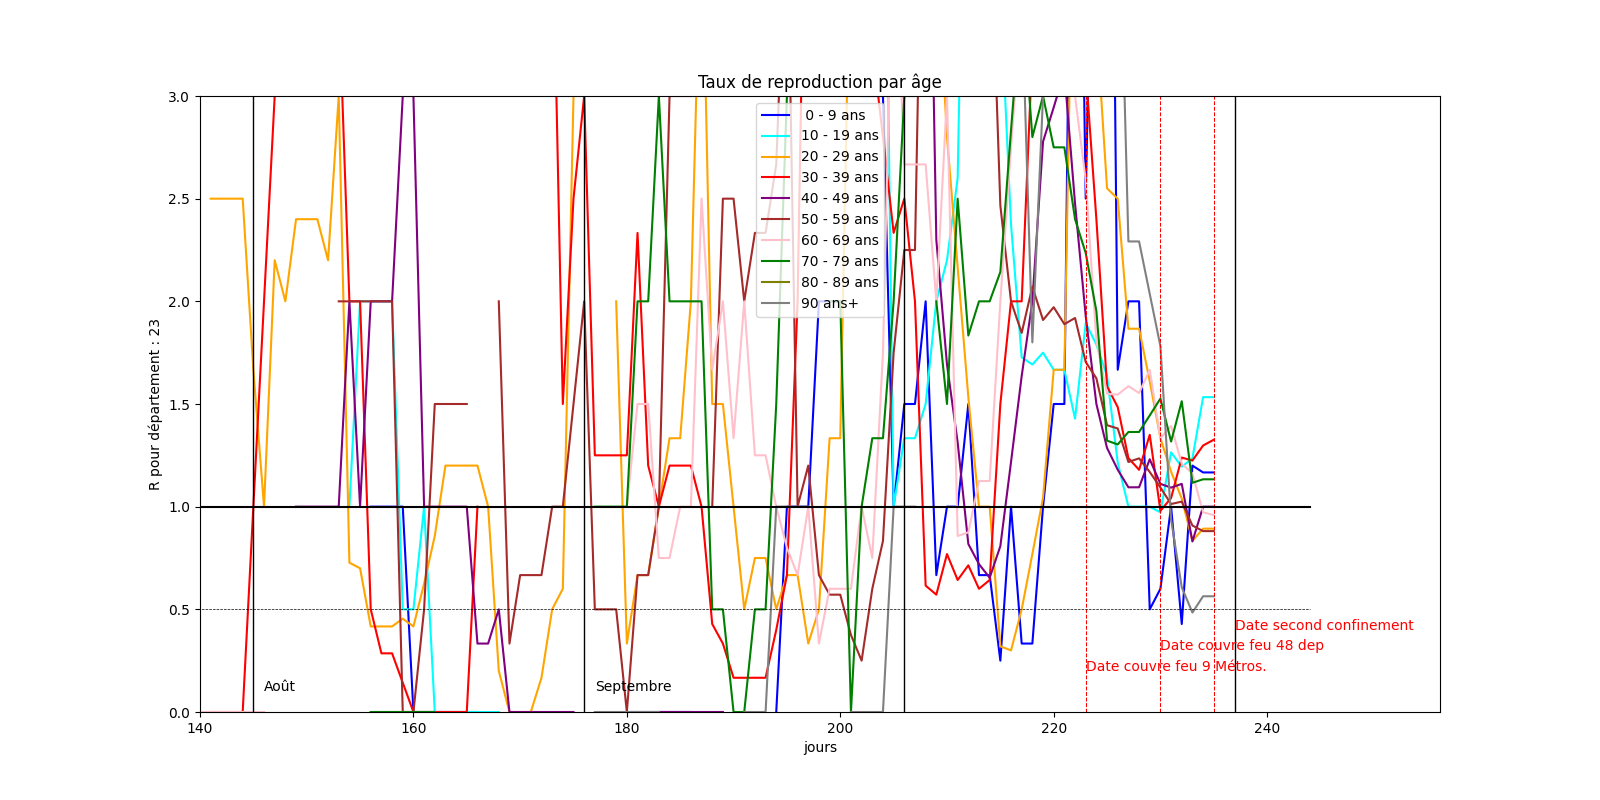 Taux de reproduction par âge
3.0
2.5
2.0
1.5
1.0
0.5
0.0
R pour département : 23
0 - 9 ans
10 - 19 ans
20 - 29 ans
30 - 39 ans
40 - 49 ans
50 - 59 ans
60 - 69 ans
70 - 79 ans
80 - 89 ans
90 ans+
Date second confinement
Date couvre feu 48 dep
Date couvre feu 9 Métros.
Août
Septembre
140
160
180
200
220
240
jours